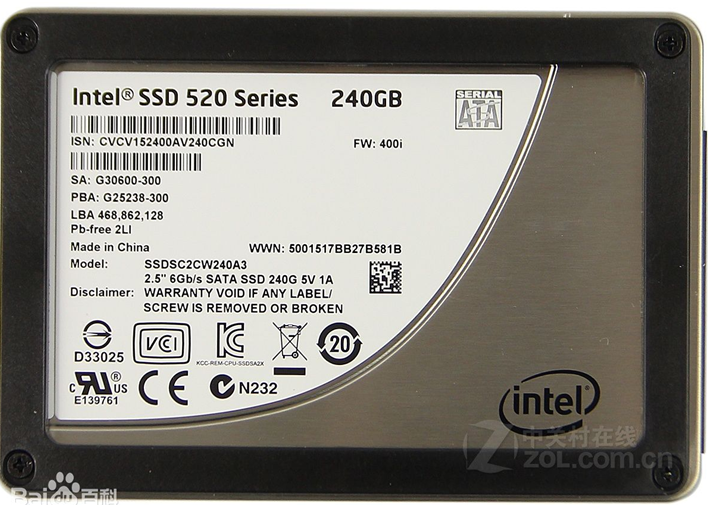 Intel® SSD 520 Series 240GB
SERIAL
ATA
ISN: CVCV152400AV240CGN FW: 400i
SA: G30600-300
PBA: G25238-300
LBA 468,862,128
Pb-free 2LI
Made in China WWN: 5001517BB27B581B
Model: SSDSC2CW240A3
2.5" 6Gb/s SATA SSD 240G 5V 1A
Disclaimer: WARRANTY VOID IF ANY LABEL/
SCREW IS REMOVED OR BROKEN
D33025
VCI
KCC-REM-CPU-SSDSA2X
20
c UL US
E139761
CE
N232
intel
中关村在线
ZOL.com.cn
Baidu百科